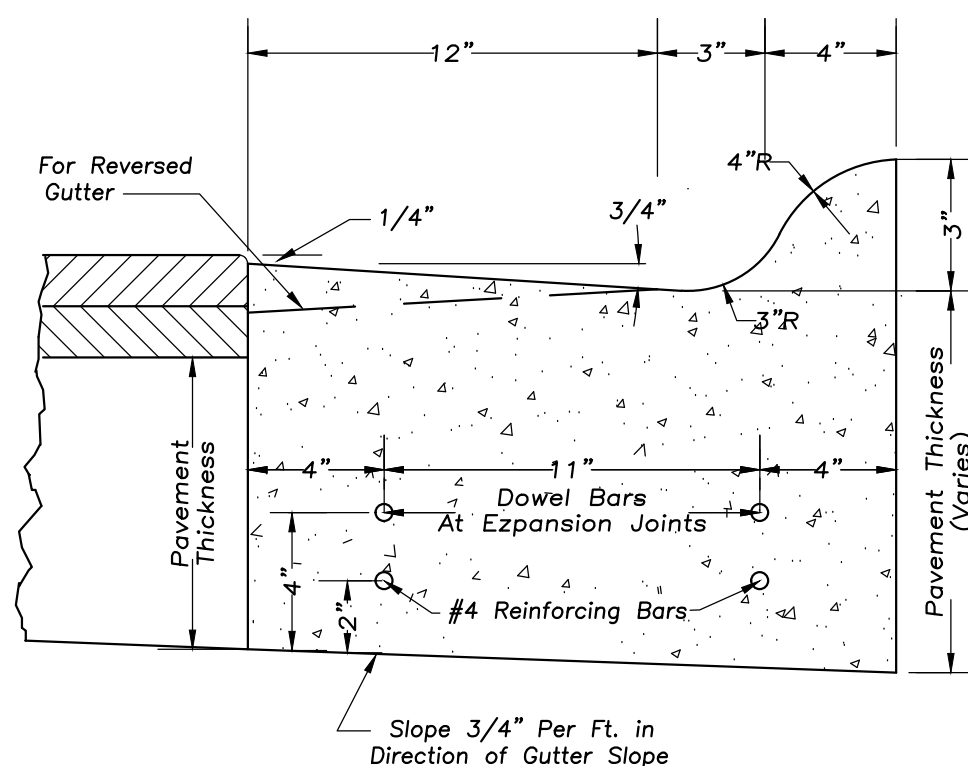 12”
3”
4”
For Reversed
Gutter
4”R
1/4”
3/4”
3”
3”R
Pavement
Thickness
4”
11”
4”
Dowel Bars
At Ezpansion Joints
Pavement Thickness
(Varies)
4”
2”
#4 Reinforcing Bars
Slope 3/4” Per Ft. in
Direction of Gutter Slope